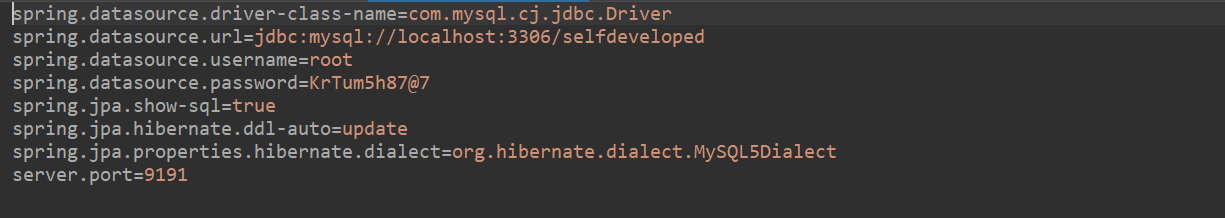 spring.datasource.driver-class-name=com.mysql.cj.jdbc.Driver
spring.datasource.url=jdbc:mysql://localhost:3306/selfdeveloped
spring.datasource.username=root
spring.datasource.password=KrTum5h87@7
spring.jpa.show-sql=true
spring.jpa.hibernate.ddl-auto=update
spring.jpa.properties.hibernate.dialect=org.hibernate.dialect.MySQL5Dialect
server.port=9191